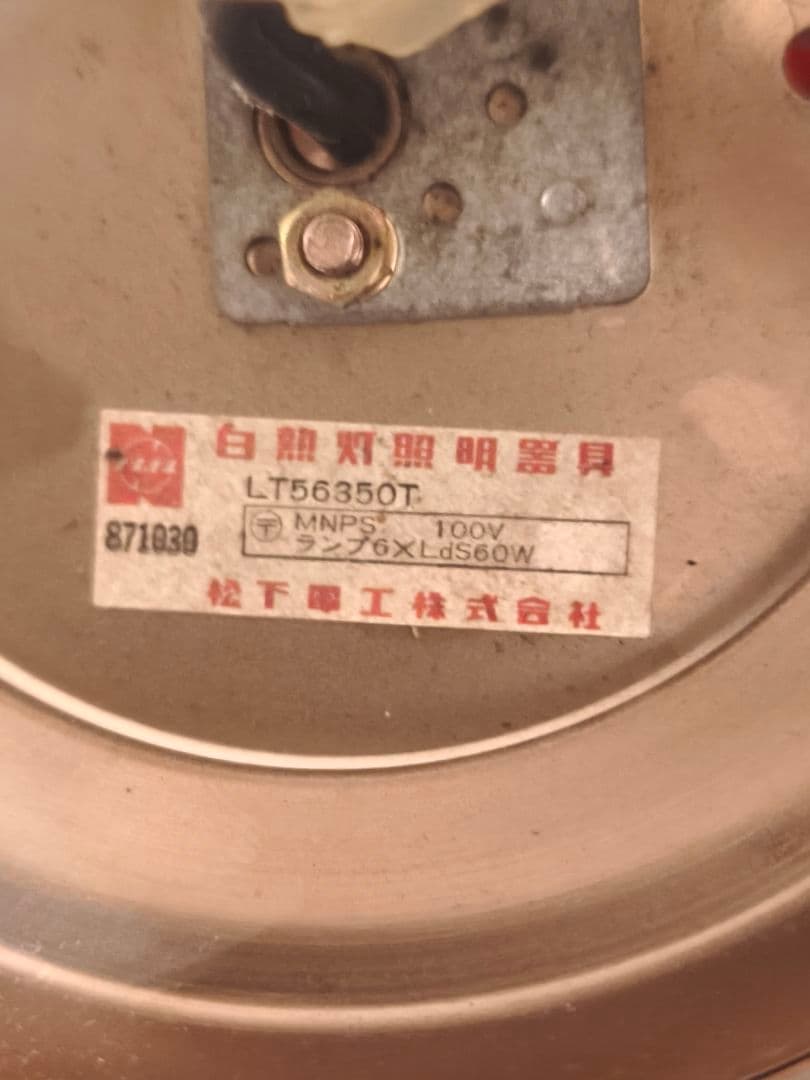 白熱灯照明器具
LT56350T
〒 MNPS 100V
ランプ6×LdS60W
871030
松下電工株式会社